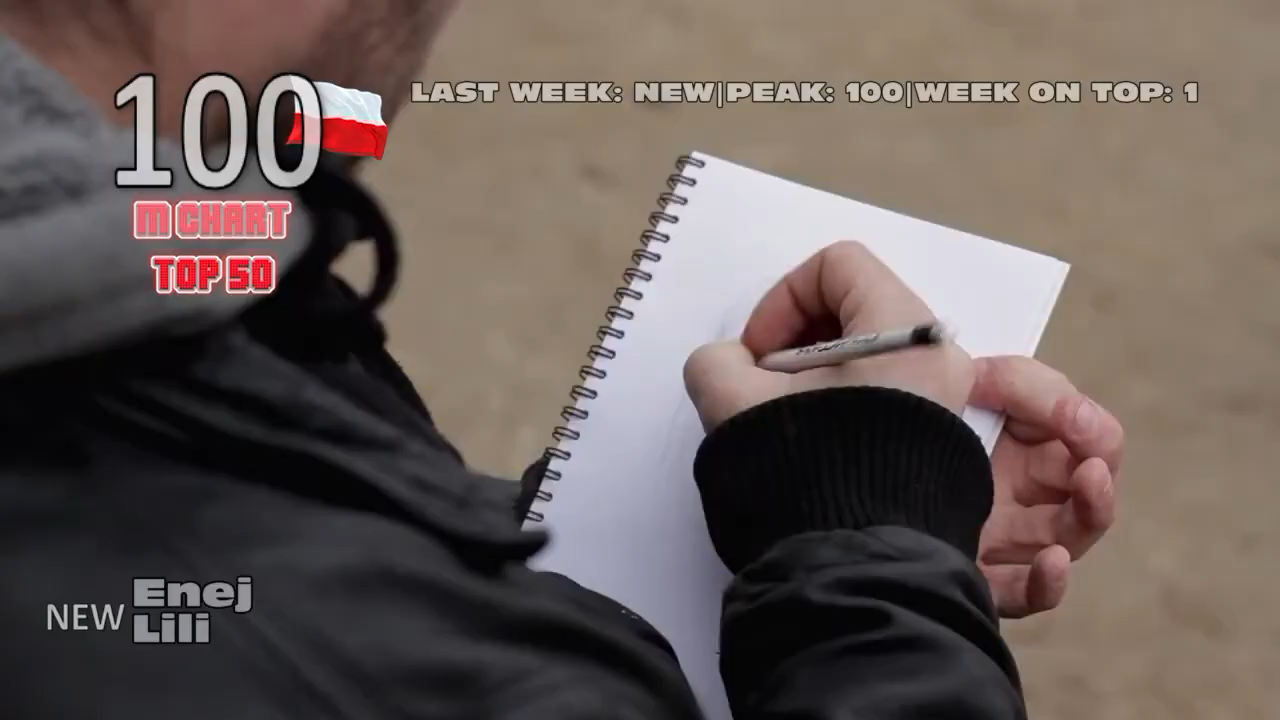 LAST WEEK: NEW|PEAK: 100|WEEK ON TOP: 1
100
M CHART
TOP 50
NEW
Enej
Lili